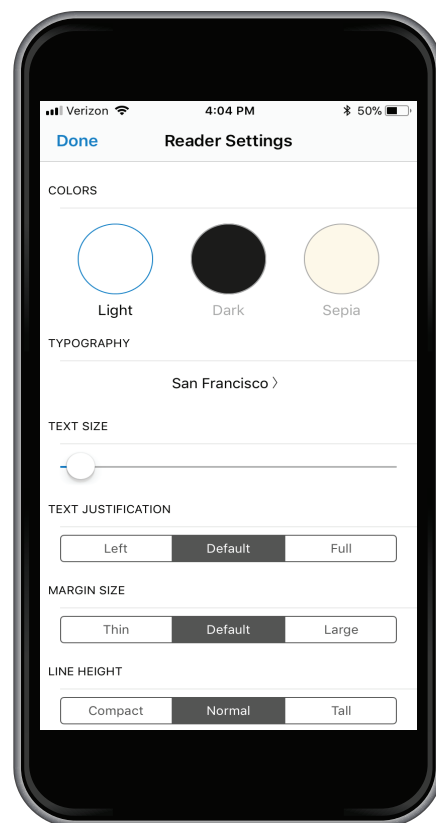 Verizon 4:04 PM 50%
Done Reader Settings
COLORS
Light Dark Sepia
TYPOGRAPHY
San Francisco 〉
TEXT SIZE
TEXT JUSTIFICATION
Left Default Full
MARGIN SIZE
Thin Default Large
LINE HEIGHT
Compact Normal Tall